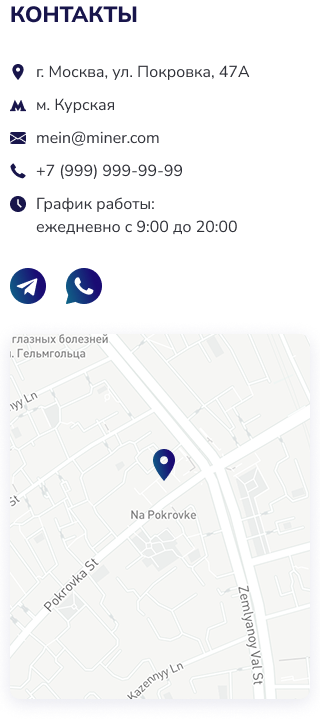 КОНТАКТЫ
г. Москва, ул. Покровка, 47А
м. Курская
mein@miner.com
+7 (999) 999-99-99
График работы:
ежедневно с 9:00 до 20:00
глазных болезней
. Гельмгольца
Ln
St
Na Pokrovke
Pokrovka St
Zemlyanoy Val St
Kazennyy Ln